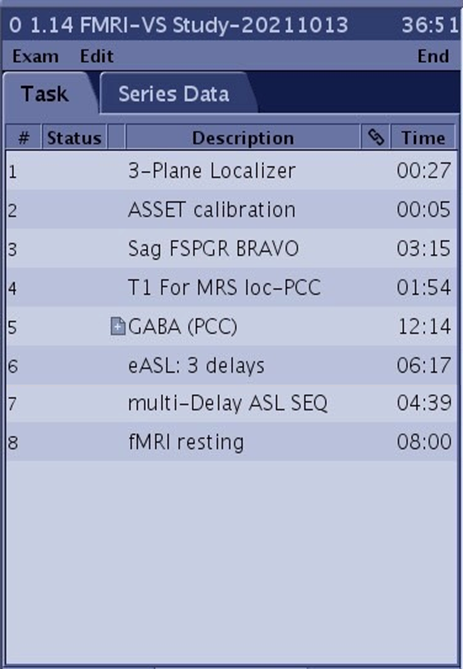 0 1.14 FMRI-VS Study-20211013 36:51
Exam Edit End
Task Series Data
# Status Description Time
1 3-Plane Localizer 00:27
2 ASSET calibration 00:05
3 Sag FSPGR BRAVO 03:15
4 T1 For MRS loc-PCC 01:54
5 GABA (PCC) 12:14
6 eASL: 3 delays 06:17
7 multi-Delay ASL SEQ 04:39
8 fMRI resting 08:00